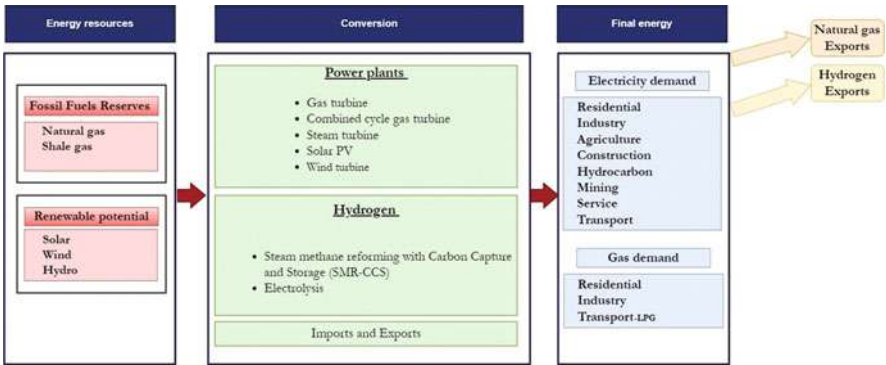 Energy resources
Conversion
Final energy
Fossil Fuels Reserves
Natural gas
Shale gas
Renewable potential
Solar
Wind
Hydro
Power plants
• Gas turbine
• Combined cycle gas turbine
• Steam turbine
• Solar PV
• Wind turbine
Hydrogen
• Steam methane reforming with Carbon Capture
and Storage (SMR-CCS)
• Electrolysis
Imports and Exports
Electricity demand
Residential
Industry
Agriculture
Construction
Hydrocarbon
Mining
Service
Transport
Gas demand
Residential
Industry
Transport-LPG
Natural gas
Exports
Hydrogen
Exports